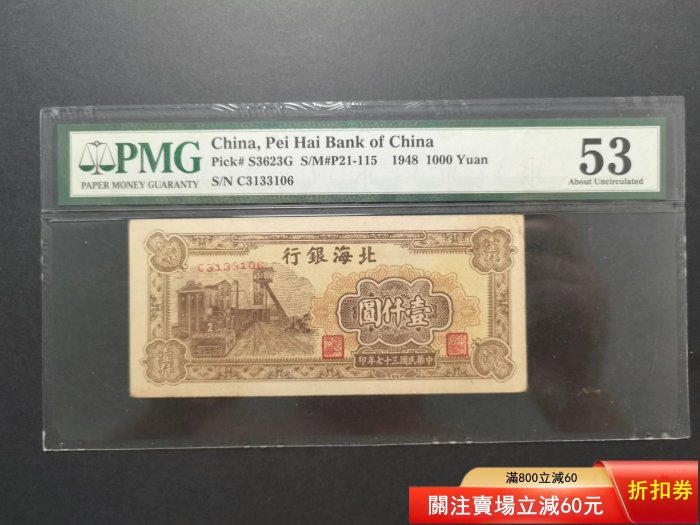 PMG
PAPER MONEY GUARANTY
China, Pei Hai Bank of China
Pick# S3623G S/M#P21-115 1948 1000 Yuan
S/N C3133106
53
About Uncirculated
行銀海北
C3133106
圓仟壹
2
印年七十三國民華中
滿800立減60
關注賣場立減60元
折扣券